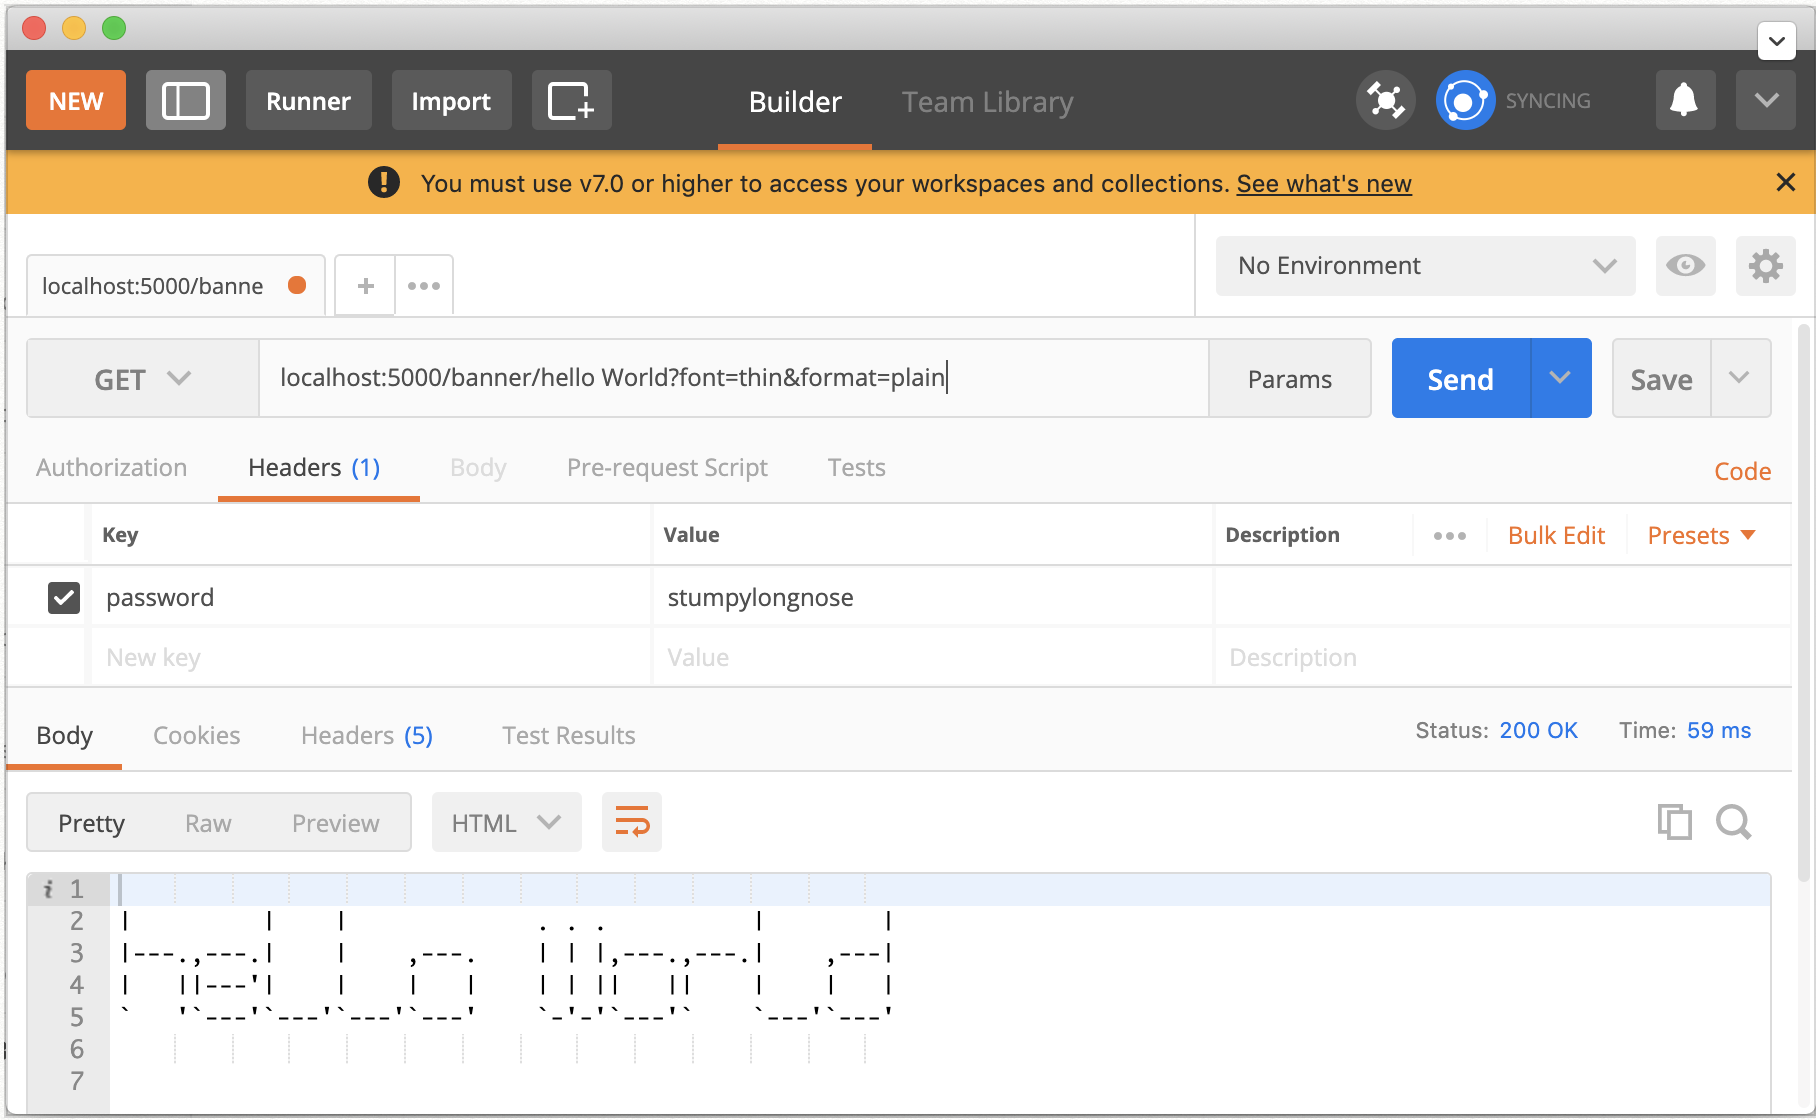 NEW Runner Import Builder Team Library SYNCING
You must use v7.0 or higher to access your workspaces and collections. See what's new
localhost:5000/banne + ••• No Environment
GET localhost:5000/banner/hello World?font=thin&format=plain Params Send Save
Authorization Headers (1) Body Pre-request Script Tests Code
Key Value Description ••• Bulk Edit Presets
password stumpylongnose
New key Value Description
Body Cookies Headers (5) Test Results Status: 200 OK Time: 59 ms
Pretty Raw Preview HTML
i 1
2 |         |    |             . . .          |        |
3 |---.,---.|    |    ,---.    | | |,---.,---.|    ,---|
4 |   ||---'|    |    |   |    | | ||   ||    |    |   |
5 `   '`---'`---'`---'`---'    `-'-'`---'`    `---'`---'
6
7